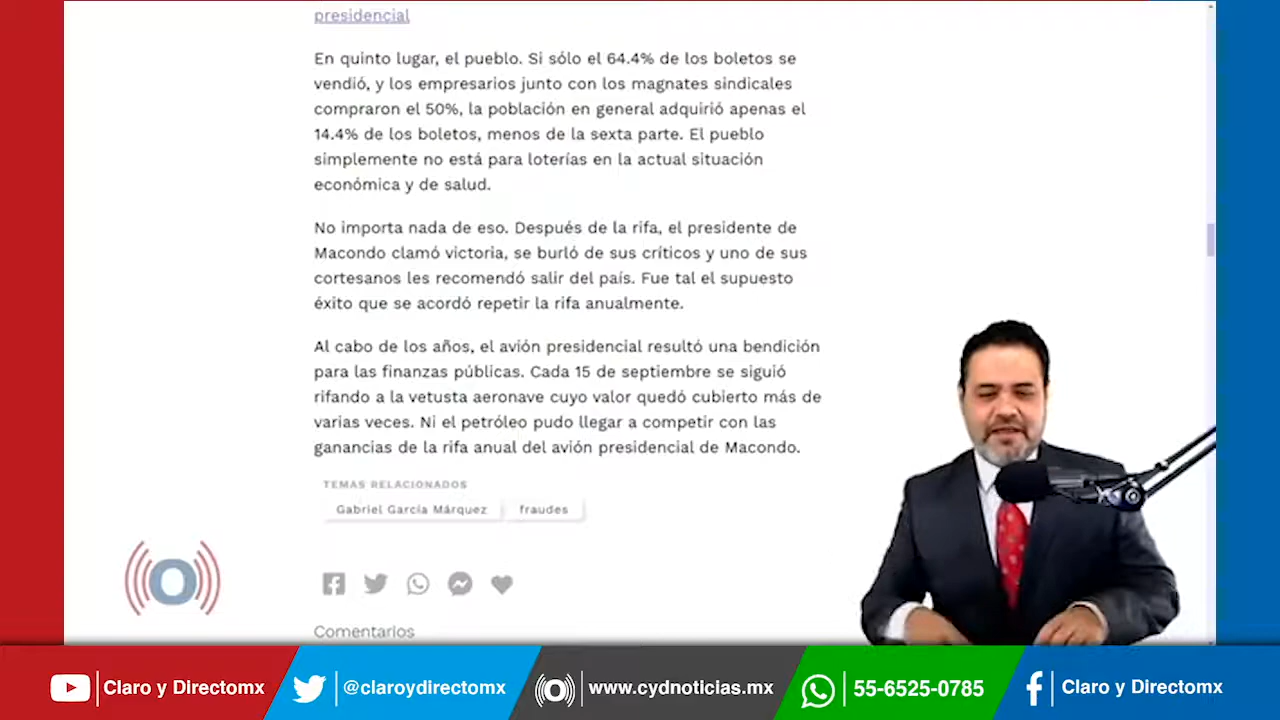 presidencial
En quinto lugar, el pueblo. Si sólo el 64.4% de los boletos se
vendió, y los empresarios junto con los magnates sindicales
compraron el 50%, la población en general adquirió apenas el
14.4% de los boletos, menos de la sexta parte. El pueblo
simplemente no está para loterías en la actual situación
económica y de salud.
No importa nada de eso. Después de la rifa, el presidente de
Macondo clamó victoria, se burló de sus críticos y uno de sus
cortesanos les recomendó salir del país. Fue tal el supuesto
éxito que se acordó repetir la rifa anualmente.
Al cabo de los años, el avión presidencial resultó una bendición
para las finanzas públicas. Cada 15 de septiembre se siguió
rifando a la vetusta aeronave cuyo valor quedó cubierto más de
varias veces. Ni el petróleo pudo llegar a competir con las
ganancias de la rifa anual del avión presidencial de Macondo.
TEMAS RELACIONADOS
Gabriel García Márquez fraudes
O
Comentarios
Claro y Directomx
@claroydirectomx
www.cydnoticias.mx
55-6525-0785
Claro y Directomx